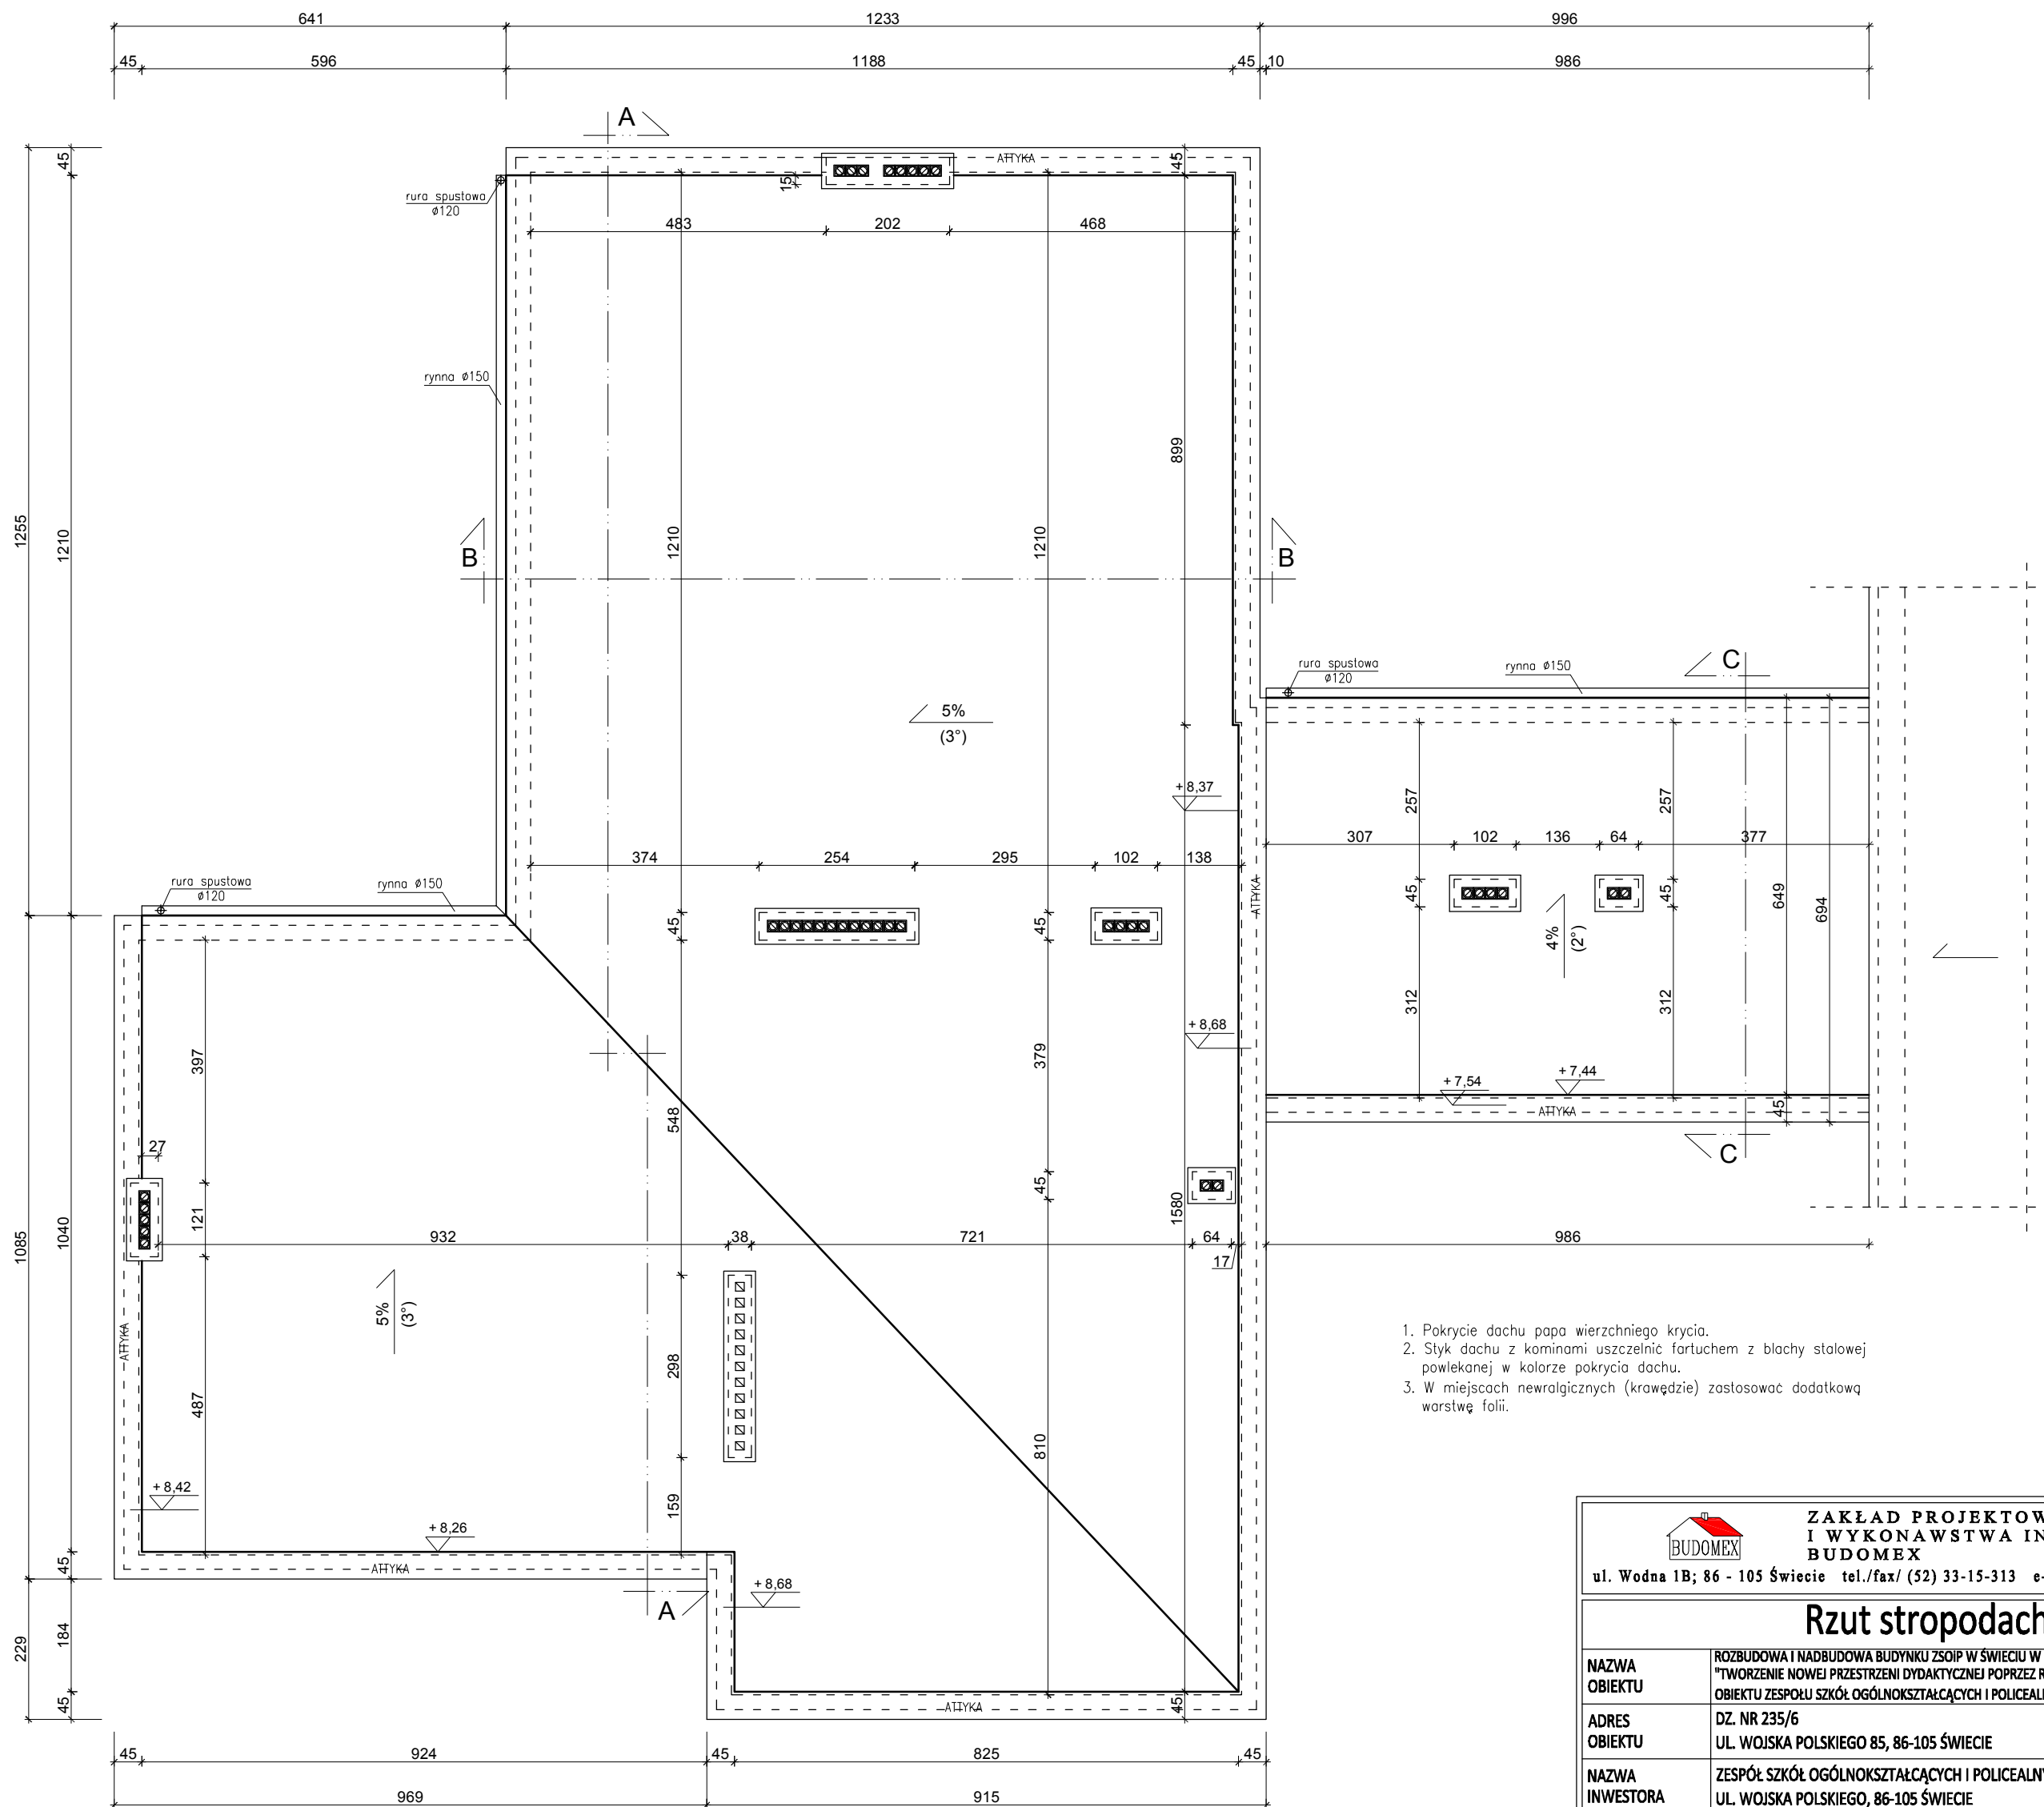 641
1233
996
45
596
1188
45
10
986
A
ATTYKA
45
45
15
rura spustowa
ø120
483
202
468
rynna ø150
899
1255
1210
1210
1210
B
B
rura spustowa
ø120
rynna ø150
C
5%
(3°)
+8,37
257
257
307
102
136
64
377
374
254
295
102
138
rura spustowa
ø120
rynna ø150
45
45
45
45
ATTYKA
649
694
4%
(2°)
312
312
+8,68
397
379
548
+7,54
+7,44
ATTYKA
45
C
27
121
45
1580
1085
1040
932
38
721
64
17
986
5%
(3°)
ATTYKA
298
487
810
1. Pokrycie dachu papa wierzchniego krycia.
2. Styk dachu z kominami uszczelnić fartuchem z blachy stalowej
powlekanej w kolorze pokrycia dachu.
3. W miejscach newralgicznych (krawędzie) zastosować dodatkową
warstwę folii.
+8,42
159
+8,26
45
ATTYKA
+8,68
A
229
184
45
ATTYKA
45
45
924
45
825
45
969
915
BUDOMEX
ZAKŁAD PROJEKTOW
I WYKONAWSTWA IN
BUDOMEX
ul. Wodna 1B; 86 - 105 Świecie tel./fax/ (52) 33-15-313 e-
Rzut stropodach
NAZWA
OBIEKTU
ROZBUDOWA I NADBUDOWA BUDYNKU ZSOiP W ŚWIECIU W
"TWORZENIE NOWEJ PRZESTRZENI DYDAKTYCZNEJ POPRZEZ R
OBIEKTU ZESPOŁU SZKÓŁ OGÓLNOKSZTAŁCĄCYCH I POLICEAL
ADRES
OBIEKTU
DZ. NR 235/6
UL. WOJSKA POLSKIEGO 85, 86-105 ŚWIECIE
NAZWA
INWESTORA
ZESPÓŁ SZKÓŁ OGÓLNOKSZTAŁCĄCYCH I POLICEALN
UL. WOJSKA POLSKIEGO, 86-105 ŚWIECIE